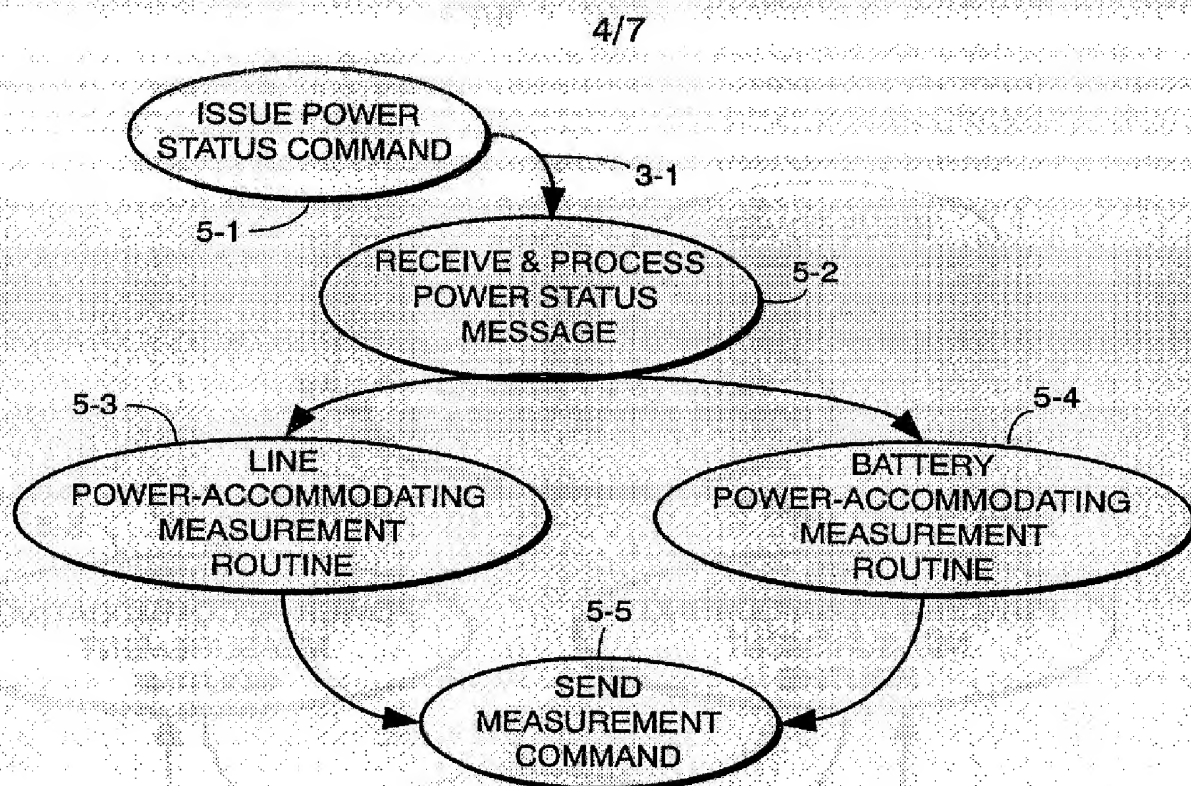 4/7
ISSUE POWER
STATUS COMMAND
3-1
5-1
RECEIVE & PROCESS
POWER STATUS
MESSAGE
5-2
5-3
5-4
LINE
POWER-ACCOMMODATING
MEASUREMENT
ROUTINE
BATTERY
POWER-ACCOMMODATING
MEASUREMENT
ROUTINE
5-5
SEND
MEASUREMENT
COMMAND